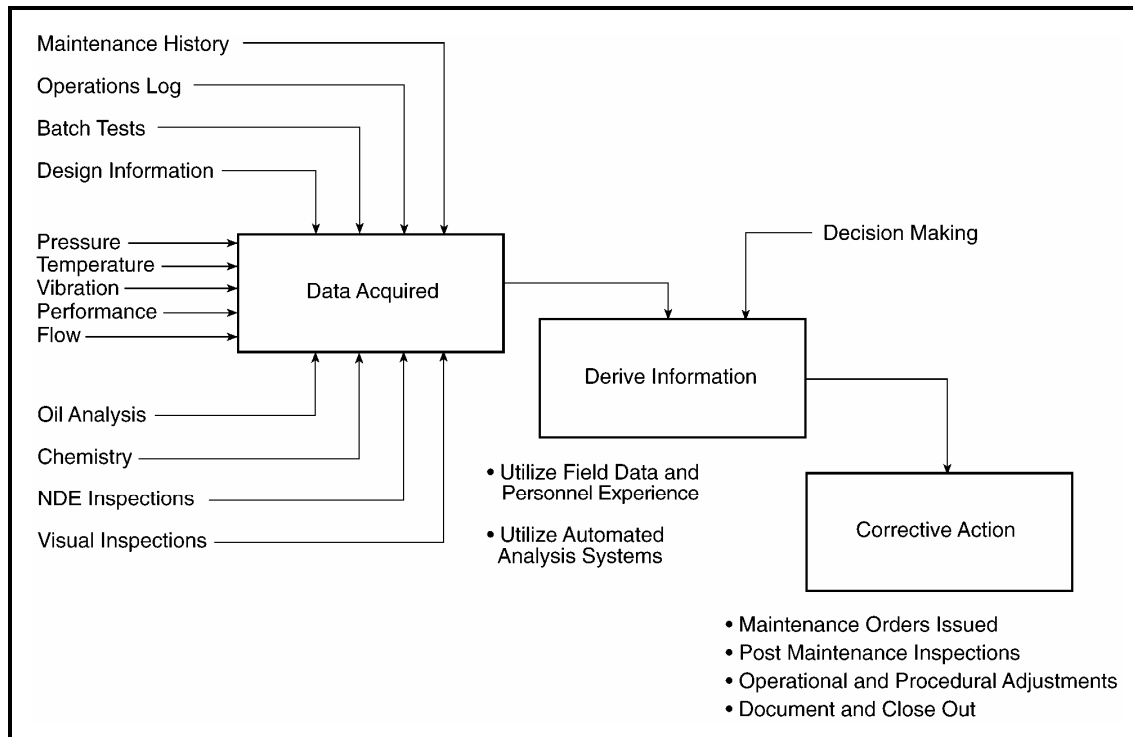 Maintenance History
Operations Log
Batch Tests
Design Information
Pressure
Temperature
Vibration
Performance
Flow
Data Acquired
Oil Analysis
Chemistry
NDE Inspections
Visual Inspections
Decision Making
Derive Information
• Utilize Field Data and
Personnel Experience
• Utilize Automated
Analysis Systems
Corrective Action
• Maintenance Orders Issued
• Post Maintenance Inspections
• Operational and Procedural Adjustments
• Document and Close Out